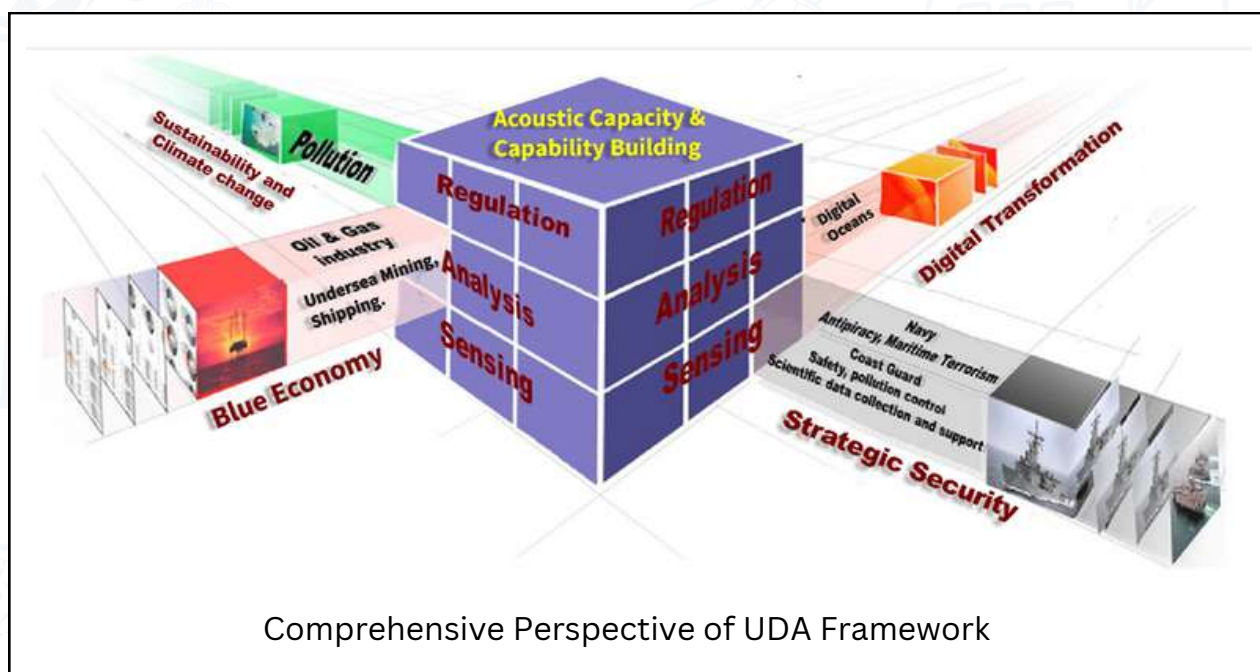 Acoustic Capacity &
Capability Building
Sustainability and
Climate change
Pollution
Regulation
Analysis
Sensing
Regulation
Analysis
Sensing
Oil & Gas
industry
Undersea Mining,
Shipping.
Blue Economy
Digital
Oceans
Digital Transformation
Navy
Antipiracy, Maritime Terrorism
Coast Guard
Safety, pollution control
Scientific data collection and support
Strategic Security
Comprehensive Perspective of UDA Framework